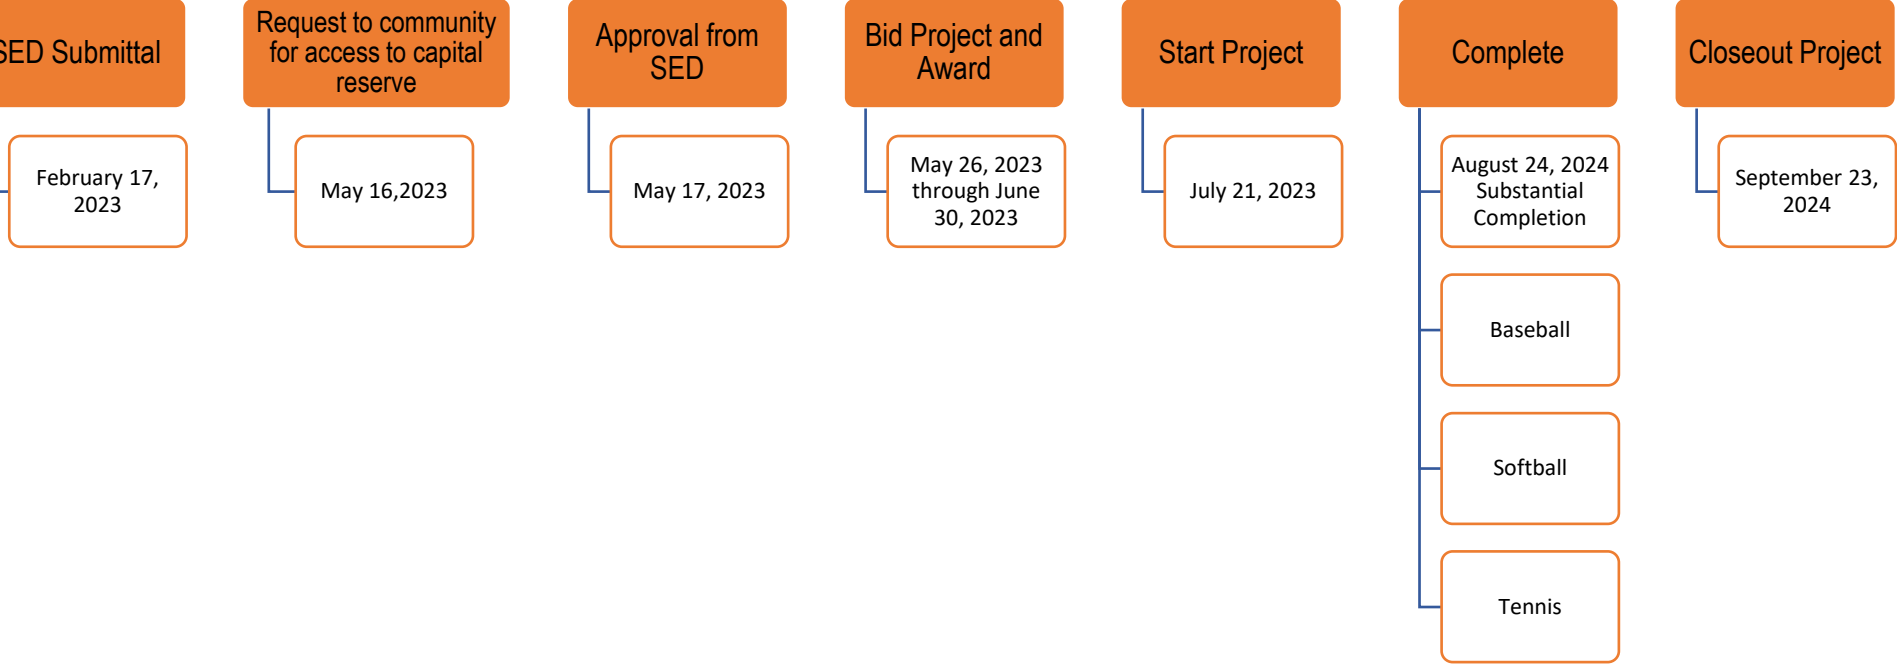 SED Submittal
February 17,
2023
Request to community
for access to capital
reserve
May 16,2023
Approval from
SED
May 17, 2023
Bid Project and
Award
May 26, 2023
through June
30, 2023
Start Project
July 21, 2023
Complete
August 24, 2024
Substantial
Completion
Baseball
Softball
Tennis
Closeout Project
September 23,
2024